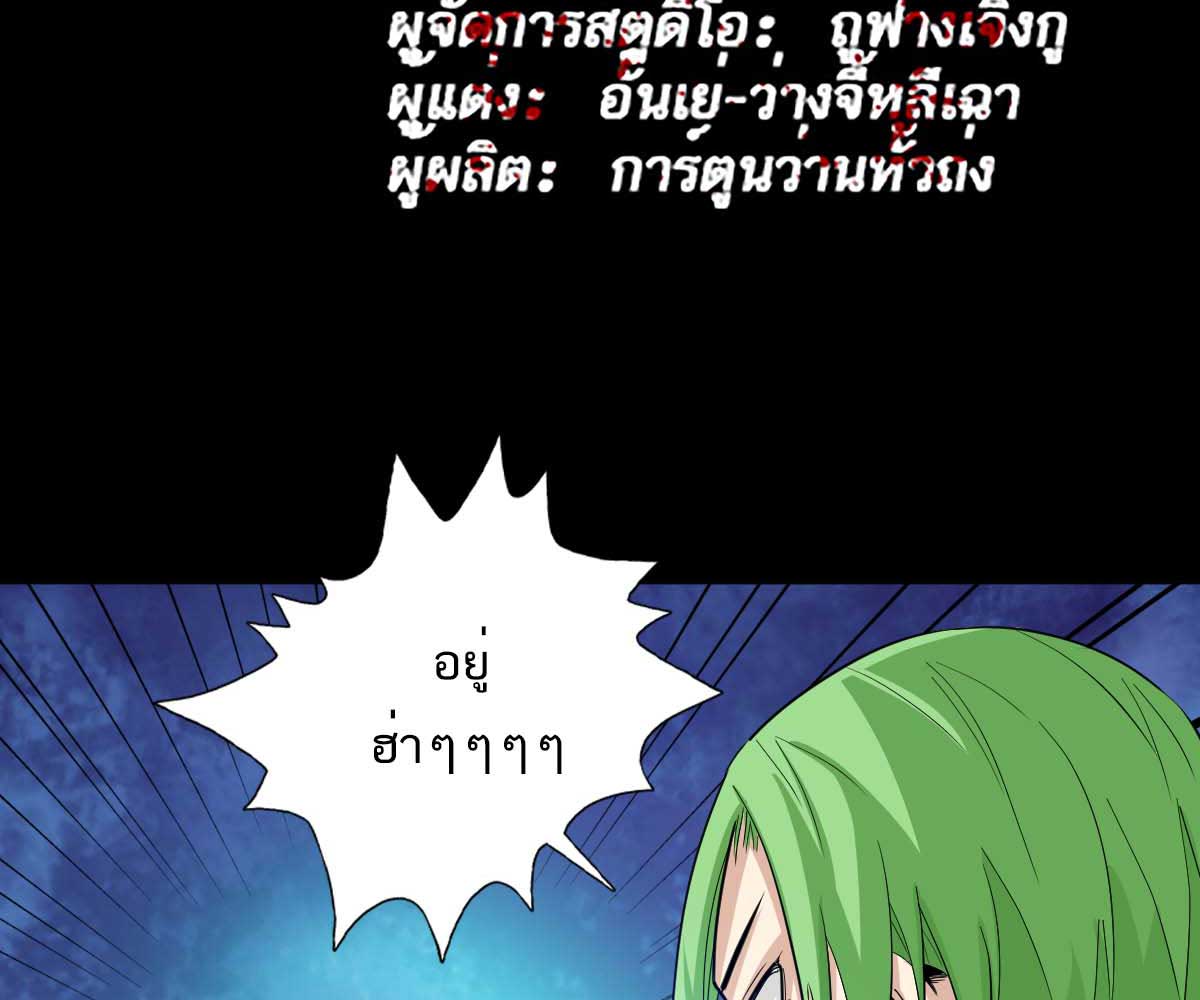 ผู้จัดการสตูดิโอ: ถูฟางเจิงกู่
ผู้แต่ง: อั้นเย่-ว่างจี้หลีเฉา
ผู้ผลิต: การ์ตูนว่านทั่วถง
อยู่
ฮ่าๆๆๆๆ